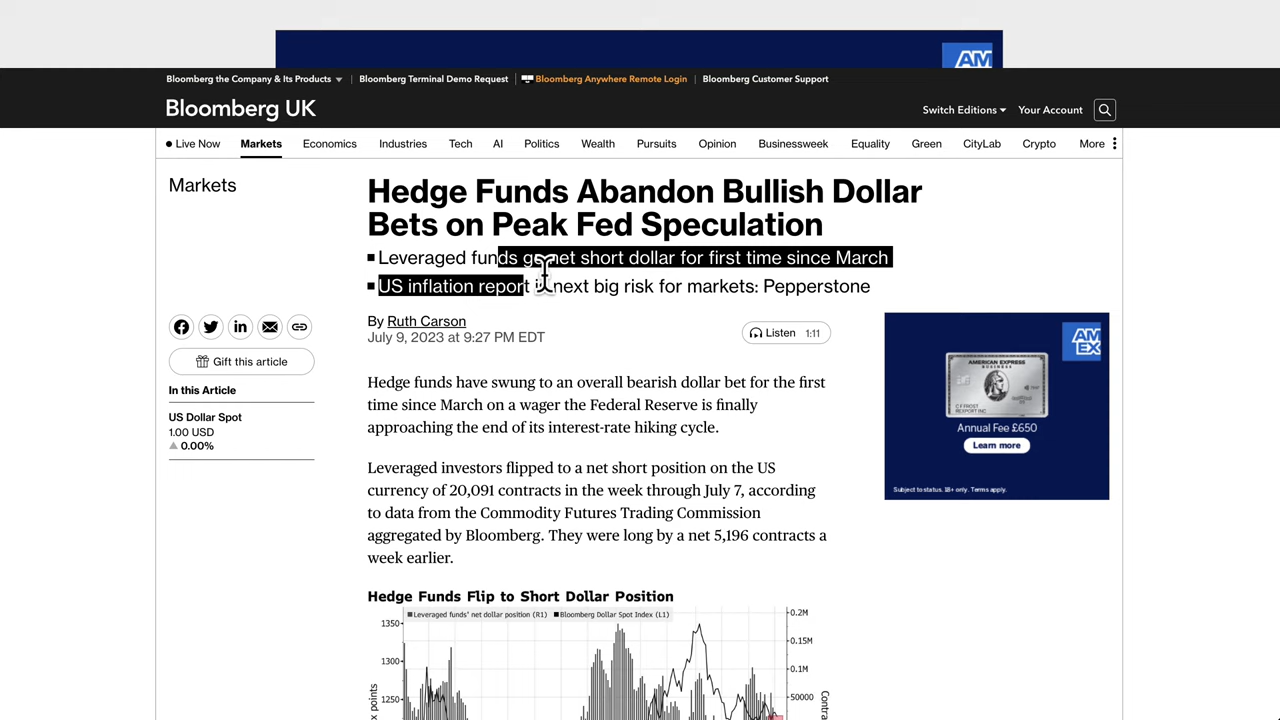 AM
Bloomberg the Company & Its Products
Bloomberg Terminal Demo Request
Bloomberg Anywhere Remote Login
Bloomberg Customer Support
Bloomberg UK
Switch Editions
Your Account
Live Now
Markets
Economics
Industries
Tech
AI
Politics
Wealth
Pursuits
Opinion
Businessweek
Equality
Green
CityLab
Crypto
More
Markets
Hedge Funds Abandon Bullish Dollar
Bets on Peak Fed Speculation
Leveraged funds go net short dollar for first time since March
US inflation report is next big risk for markets: Pepperstone
By Ruth Carson
July 9, 2023 at 9:27 PM EDT
Listen 1:11
Gift this article
In this Article
US Dollar Spot
1.00 USD
0.00%
Hedge funds have swung to an overall bearish dollar bet for the first
time since March on a wager the Federal Reserve is finally
approaching the end of its interest-rate hiking cycle.
Leveraged investors flipped to a net short position on the US
currency of 20,091 contracts in the week through July 7, according
to data from the Commodity Futures Trading Commission
aggregated by Bloomberg. They were long by a net 5,196 contracts a
week earlier.
AM
EX
AMERICAN EXPRESS
BUSINESS
C F FROST
Annual Fee £650
Learn more
Subject to status. 18+ only. Terms apply.
Hedge Funds Flip to Short Dollar Position
Leveraged funds' net dollar position (R1)
Bloomberg Dollar Spot Index (L1)
1350
1300
1250
0.2M
0.15M
0.1M
50000
x points
Contra